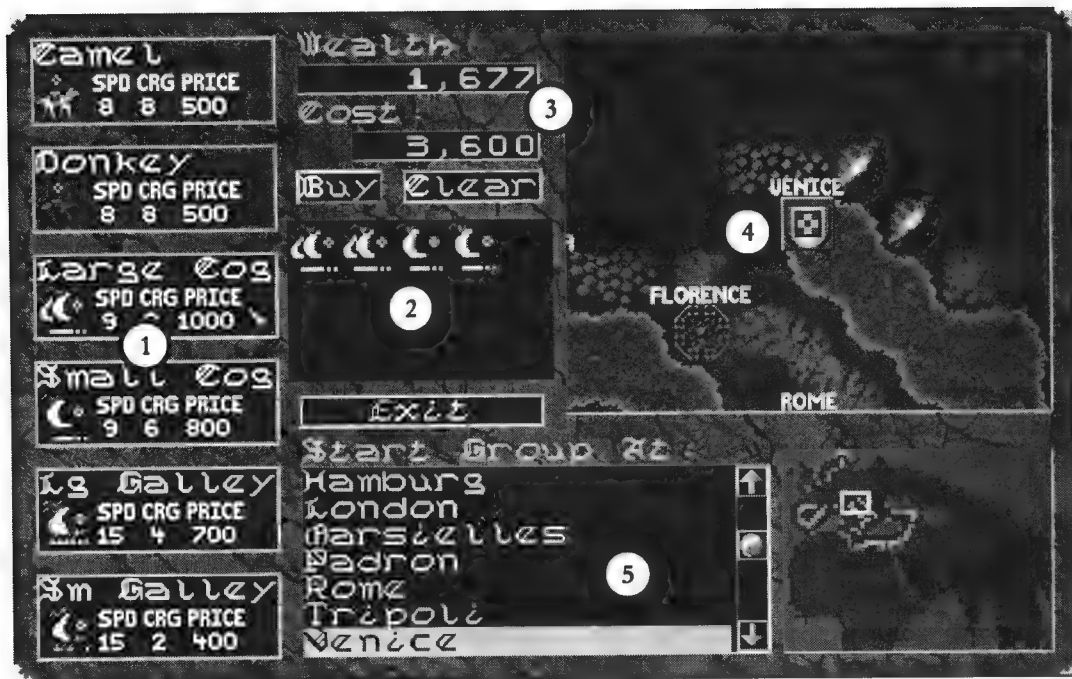 Camel
SPD CRG PRICE
8 8 500
Donkey
SPD CRG PRICE
8 8 500
Large Cog
SPD CRG PRICE
9 1000
1
Small Cog
SPD CRG PRICE
9 6 800
Lg Galley
SPD CRG PRICE
15 4 700
Sm Galley
SPD CRG PRICE
15 2 400
Wealth
1,677
3
Cost
3,600
Buy
Clear
2
Exit
Start Group At:
Hamburg
London
Marsielles
Padron
Rome
Tripoli
Venice
5
VENICE
4
FLORENCE
ROME